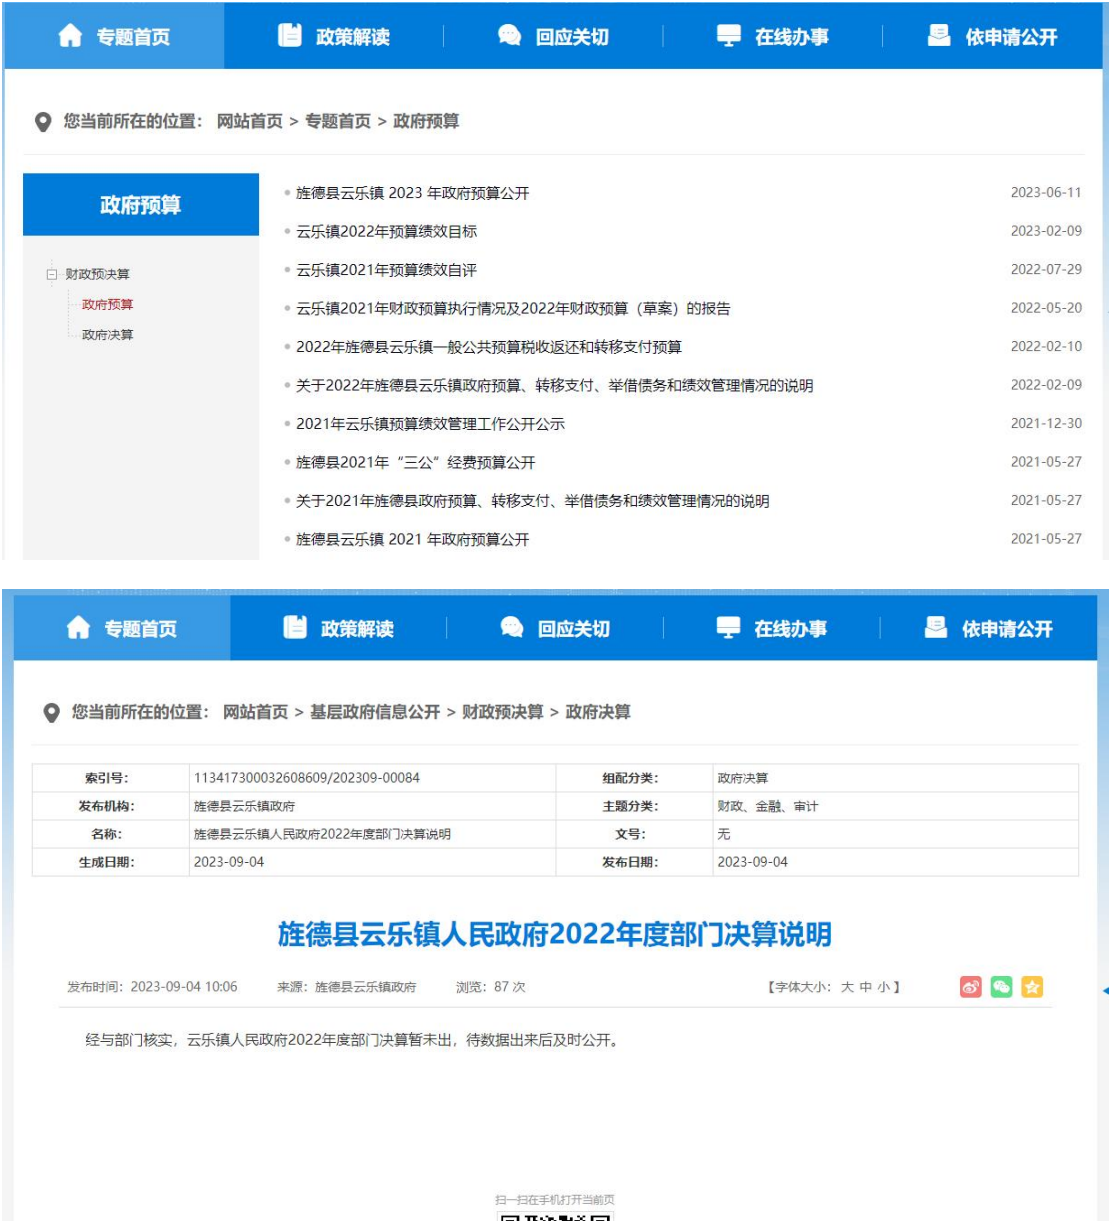 专题首页 政策解读 回应关切 在线办事 依申请公开
您当前所在的位置： 网站首页 > 专题首页 > 政府预算
政府预算
财政预决算
政府预算
政府决算
旌德县云乐镇 2023 年政府预算公开 2023-06-11
云乐镇2022年预算绩效目标 2023-02-09
云乐镇2021年预算绩效自评 2022-07-29
云乐镇2021年财政预算执行情况及2022年财政预算（草案）的报告 2022-05-20
2022年旌德县云乐镇一般公共预算税收返还和转移支付预算 2022-02-10
关于2022年旌德县云乐镇政府预算、转移支付、举借债务和绩效管理情况的说明 2022-02-09
2021年云乐镇预算绩效管理工作公开公示 2021-12-30
旌德县2021年“三公”经费预算公开 2021-05-27
关于2021年旌德县政府预算、转移支付、举借债务和绩效管理情况的说明 2021-05-27
旌德县云乐镇 2021 年政府预算公开 2021-05-27
专题首页 政策解读 回应关切 在线办事 依申请公开
您当前所在的位置： 网站首页 > 基层政府信息公开 > 财政预决算 > 政府决算
索引号： 113417300032608609/202309-00084 组配分类： 政府决算
发布机构： 旌德县云乐镇政府 主题分类： 财政、金融、审计
名称： 旌德县云乐镇人民政府2022年度部门决算说明 文号： 无
生成日期： 2023-09-04 发布日期： 2023-09-04
旌德县云乐镇人民政府2022年度部门决算说明
发布时间：2023-09-04 10:06 来源：旌德县云乐镇政府 浏览：87 次 【字体大小：大 中 小】
经与部门核实，云乐镇人民政府2022年度部门决算暂未出，待数据出来后及时公开。
扫一扫在手机打开当前页